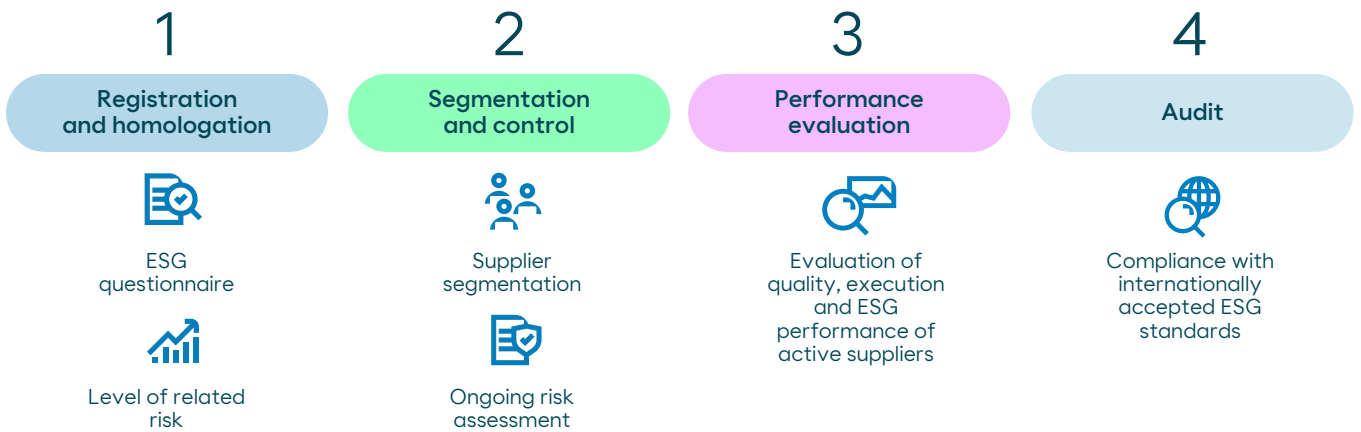 1
Registration
and homologation
ESG
questionnaire
Level of related
risk
2
Segmentation
and control
Supplier
segmentation
Ongoing risk
assessment
3
Performance
evaluation
Evaluation of
quality, execution
and ESG
performance of
active suppliers
4
Audit
Compliance with
internationally
accepted ESG
standards